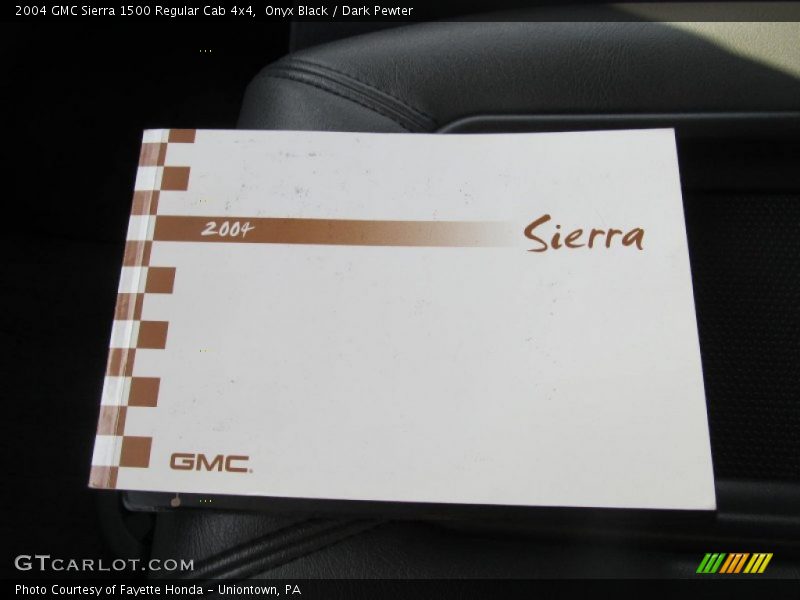 2004 GMC Sierra 1500 Regular Cab 4x4, Onyx Black / Dark Pewter
2004 Sierra
GMC
GTCARLOT.COM
Photo Courtesy of Fayette Honda - Uniontown, PA